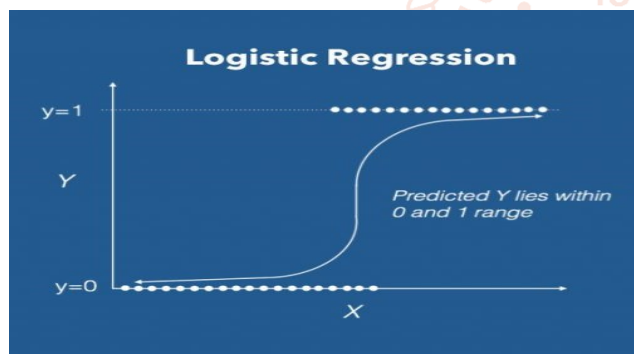 Logistic Regression
y=1
Y
Predicted Y lies within
0 and 1 range
y=0
X